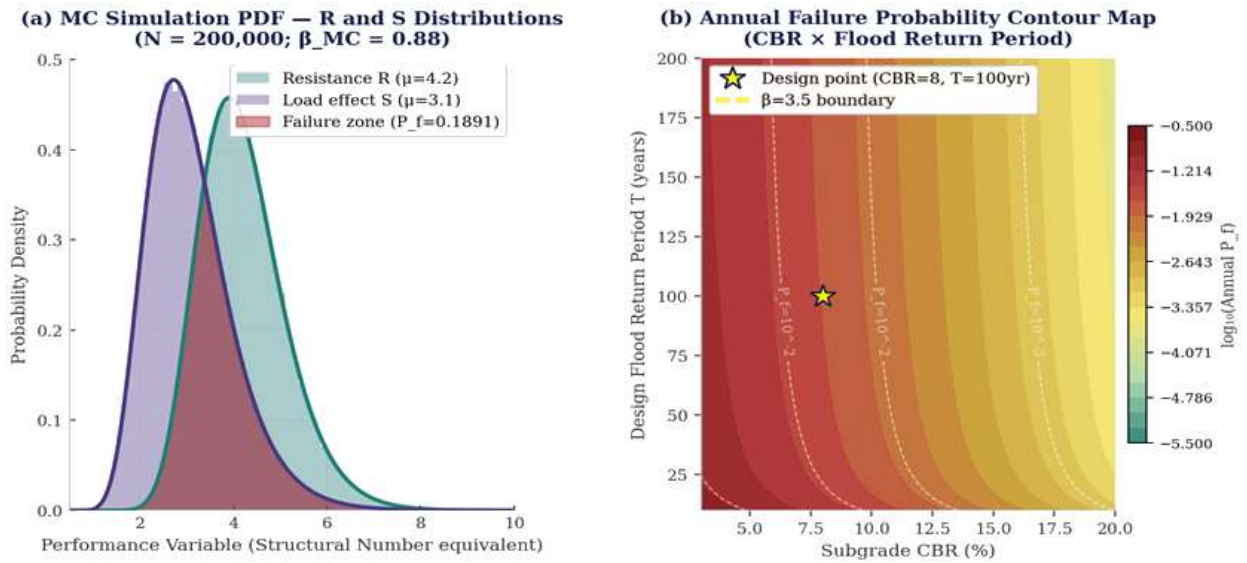 (a) MC Simulation PDF — R and S Distributions
(N = 200,000; β_MC = 0.88)
Resistance R (μ=4.2)
Load effect S (μ=3.1)
Failure zone (P_f=0.1891)
0.5
0.4
0.3
0.2
0.1
0.0
Probability Density
2
4
6
8
10
Performance Variable (Structural Number equivalent)
(b) Annual Failure Probability Contour Map
(CBR × Flood Return Period)
Design point (CBR=8, T=100yr)
β=3.5 boundary
200
175
150
125
100
75
50
25
Design Flood Return Period T (years)
P_f=10^-2
P_f=10^-2
P_f=10^-3
5.0
7.5
10.0
12.5
15.0
17.5
20.0
Subgrade CBR (%)
−0.500
−1.214
−1.929
−2.643
−3.357
−4.071
−4.786
−5.500
log₁₀(Annual P_f)